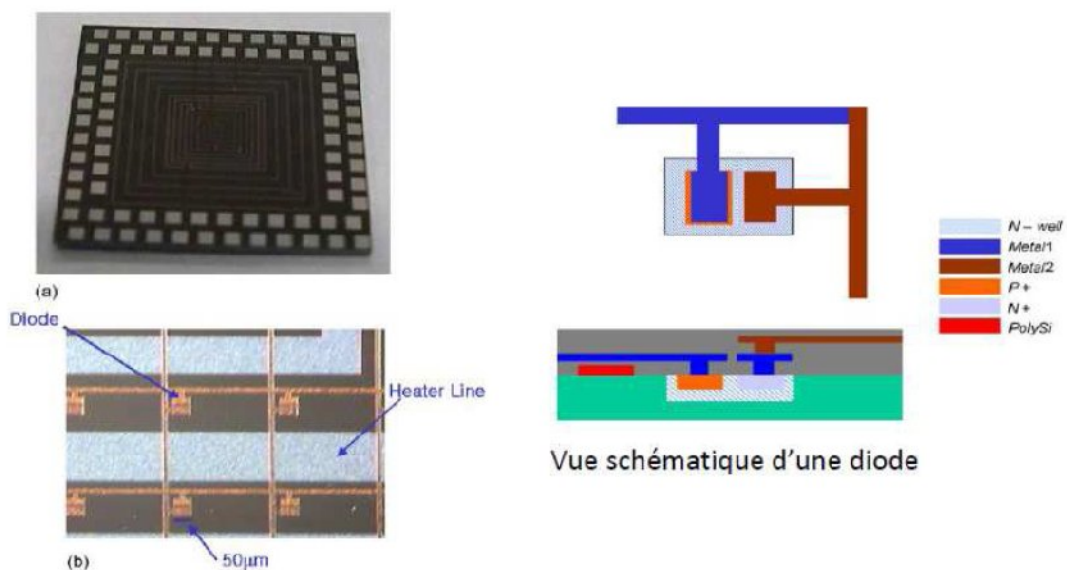 (a)
Diode
Heater Line
(b)
50µm
N – well
Metal1
Metal2
P+
N+
PolySi
Vue schématique d'une diode